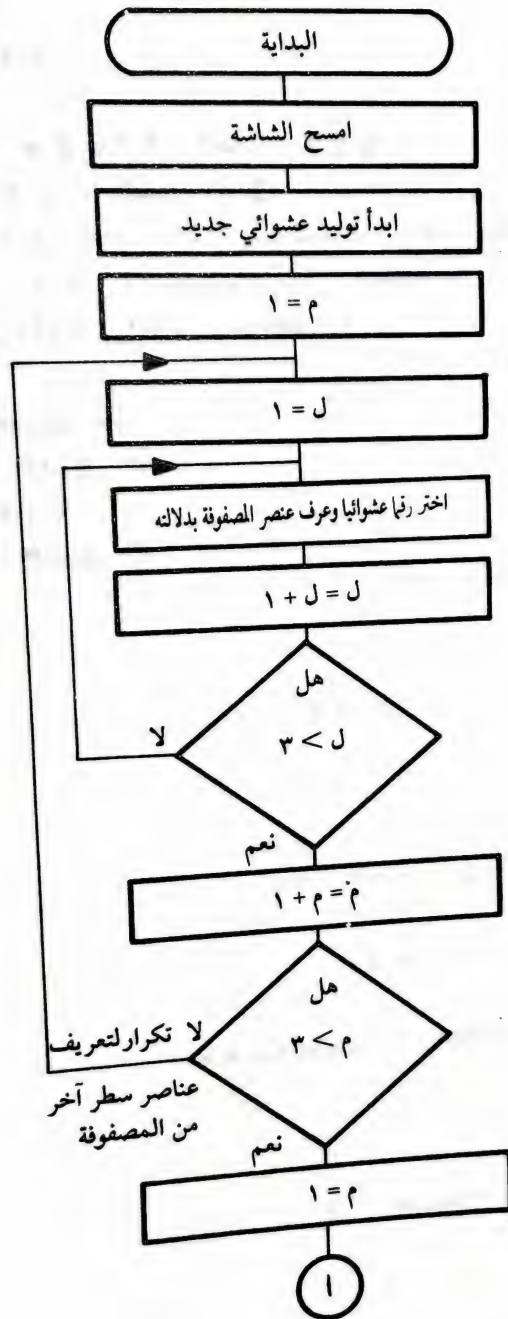 البداية
امسح الشاشة
ابدأ توليد عشوائي جديد
م = ١
ل = ١
اختر رقما عشوائيا وعرف عنصر المصفوفة بدلالته
ل = ل + ١
هل
ل > ٣
لا
نعم
م = م + ١
هل
م > ٣
لا تكرار لتعريف
عناصر سطر آخر
من المصفوفة
نعم
م = ١
ا